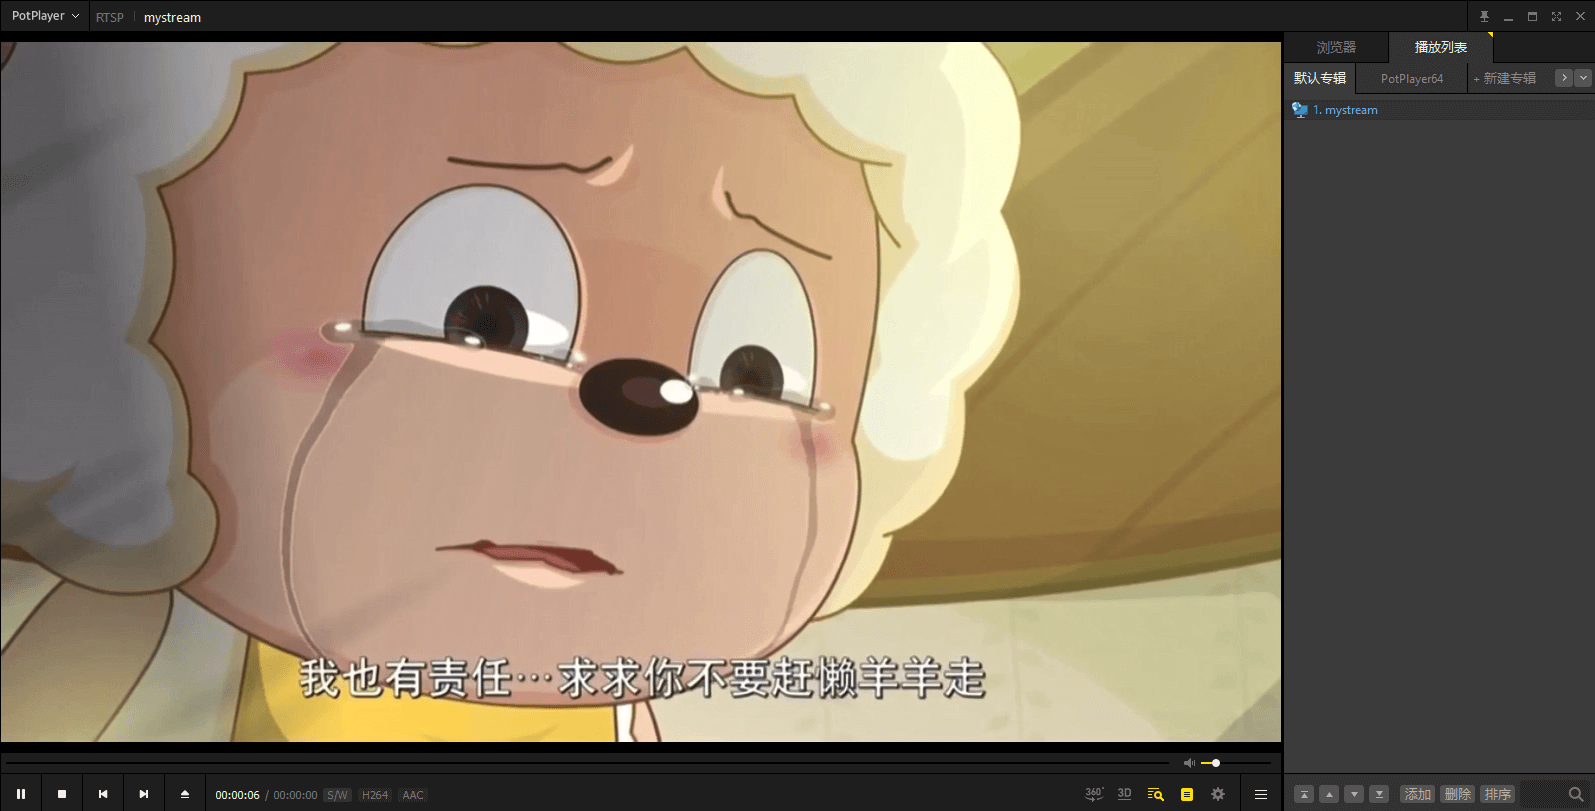 PotPlayer
RTSP
mystream
浏览器
播放列表
默认专辑
PotPlayer64
+ 新建专辑
1. mystream
我也有责任…求求你不要赶懒羊羊走
00:00:06 / 00:00:00 S/W H264 AAC
360°
3D
添加
删除
排序